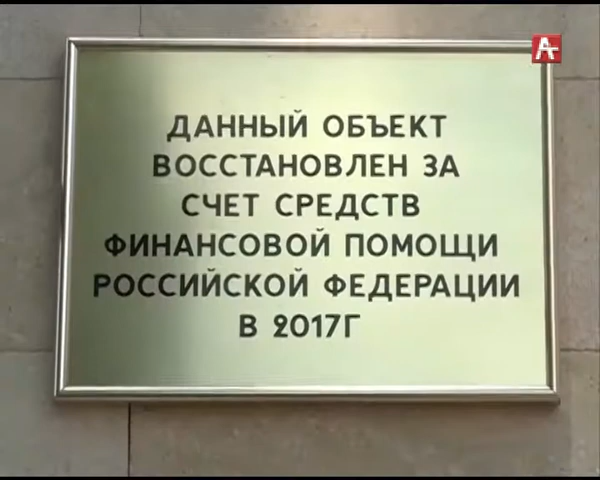 ДАННЫЙ ОБЪЕКТ
ВОССТАНОВЛЕН ЗА
СЧЕТ СРЕДСТВ
ФИНАНСОВОЙ ПОМОЩИ
РОССИЙСКОЙ ФЕДЕРАЦИИ
В 2017Г